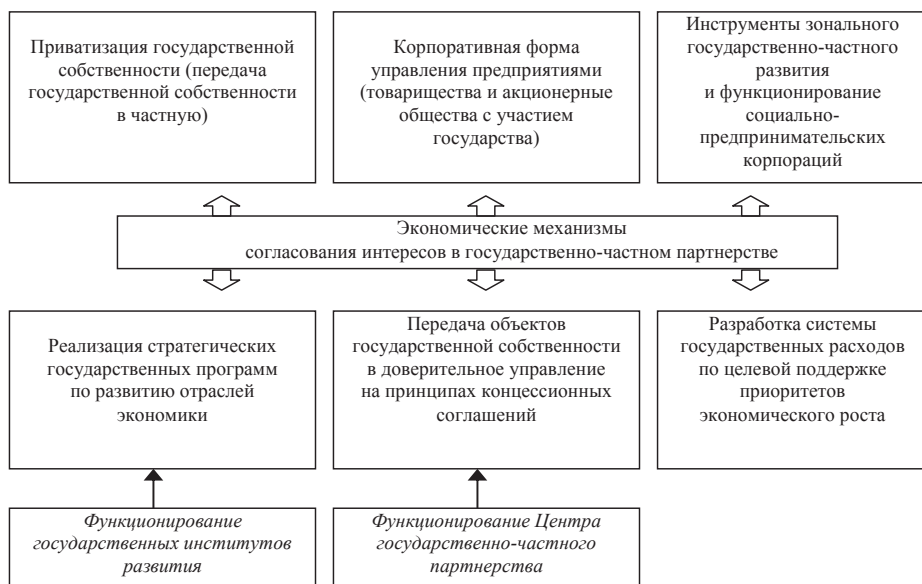 Приватизация государственной
собственности (передача
государственной собственности
в частную)
Корпоративная форма
управления предприятиями
(товарищества и акционерные
общества с участием
государства)
Инструменты зонального
государственно-частного
развития
и функционирование
социально-
предпринимательских
корпораций
Экономические механизмы
согласования интересов в государственно-частном партнерстве
Реализация стратегических
государственных программ
по развитию отраслей
экономики
Передача объектов
государственной собственности
в доверительное управление
на принципах концессионных
соглашений
Разработка системы
государственных расходов
по целевой поддержке
приоритетов
экономического роста
Функционирование
государственных институтов
развития
Функционирование Центра
государственно-частного
партнерства